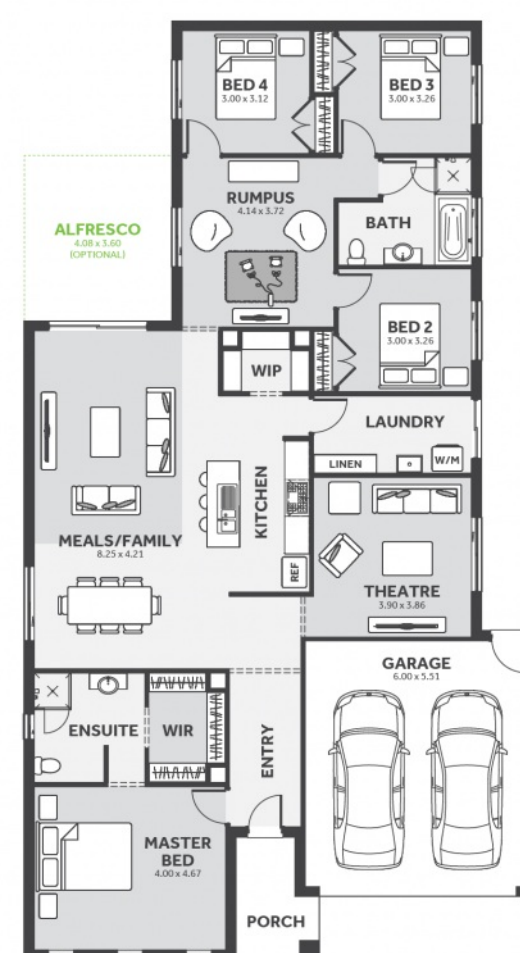 BED 4
3.00 x 3.12
BED 3
3.00 x 3.26
RUMPUS
4.14 x 3.72
BATH
ALFRESCO
4.08 x 3.60
(OPTIONAL)
BED 2
3.00 x 3.26
WIP
LAUNDRY
LINEN
W/M
KITCHEN
MEALS/FAMILY
8.25 x 4.21
REF
THEATRE
3.90 x 3.86
GARAGE
6.00 x 5.51
ENSUITE
WIR
ENTRY
MASTER
BED
4.00 x 4.67
PORCH